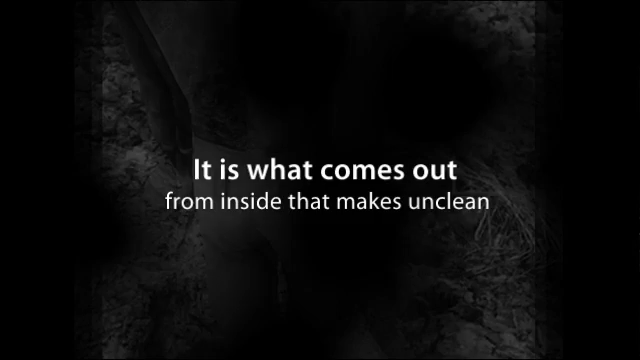 It is what comes out
from inside that makes unclean